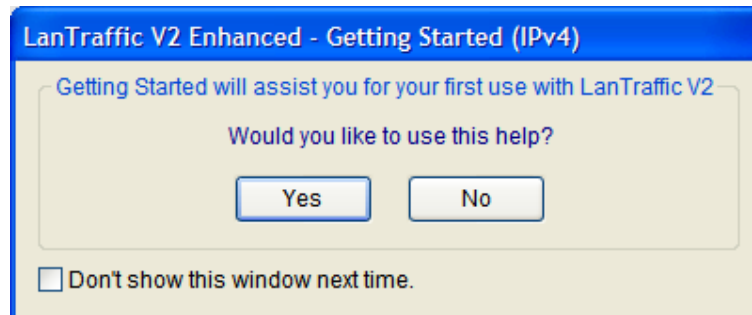 LanTraffic V2 Enhanced - Getting Started (IPv4)
Getting Started will assist you for your first use with LanTraffic V2
Would you like to use this help?
Yes No
Don't show this window next time.